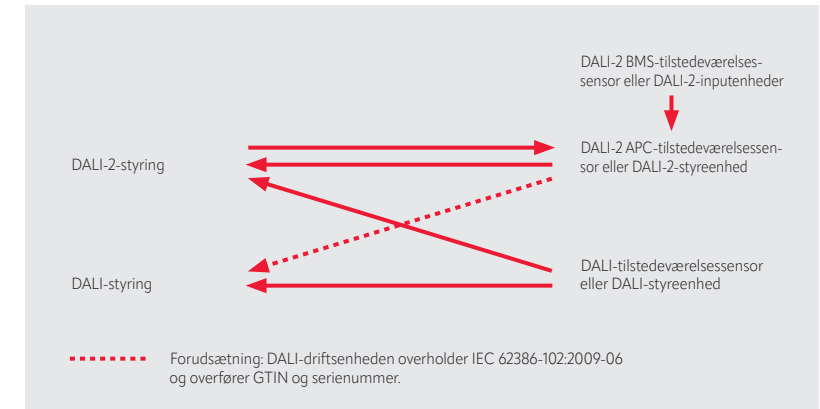 DALI-2 BMS-tilstedeværelses-
sensor eller DALI-2-inputenheder
DALI-2-styring
DALI-2 APC-tilstedeværelsessen-
sor eller DALI-2-styreenhed
DALI-styring
DALI-tilstedeværelsessensor
eller DALI-styreenhed
Forudsætning: DALI-driftsenheden overholder IEC 62386-102:2009-06
og overfører GTIN og serienummer.